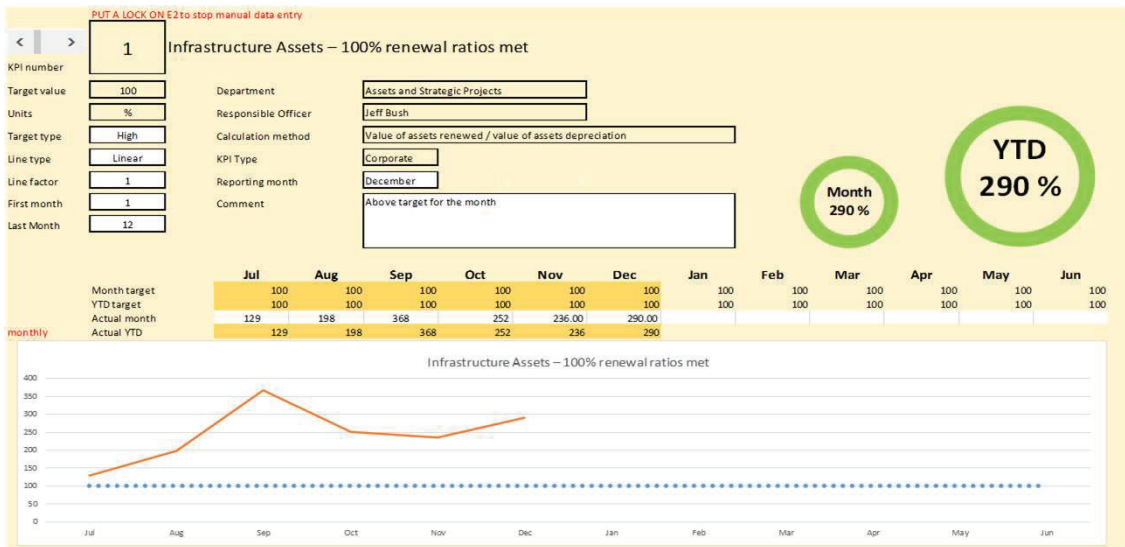 PUT A LOCK ON E2 to stop manual data entry
< > 1 Infrastructure Assets – 100% renewal ratios met
KPI number
Target value 100 Department Assets and Strategic Projects
Units % Responsible Officer Jeff Bush
Target type High Calculation method Value of assets renewed / value of assets depreciation
Line type Linear KPI Type Corporate
Line factor 1 Reporting month December
First month 1 Comment Above target for the month
Last Month 12
Month
290 %
YTD
290 %
Jul Aug Sep Oct Nov Dec Jan Feb Mar Apr May Jun
Month target 100 100 100 100 100 100 100 100 100 100 100 100
YTD target 100 100 100 100 100 100 100 100 100 100 100 100
Actual month 129 198 368 252 236.00 290.00
monthly Actual YTD 129 198 368 252 236 290
Infrastructure Assets – 100% renewal ratios met
400
350
300
250
200
150
100
50
0
Jul Aug Sep Oct Nov Dec Jan Feb Mar Apr May Jun